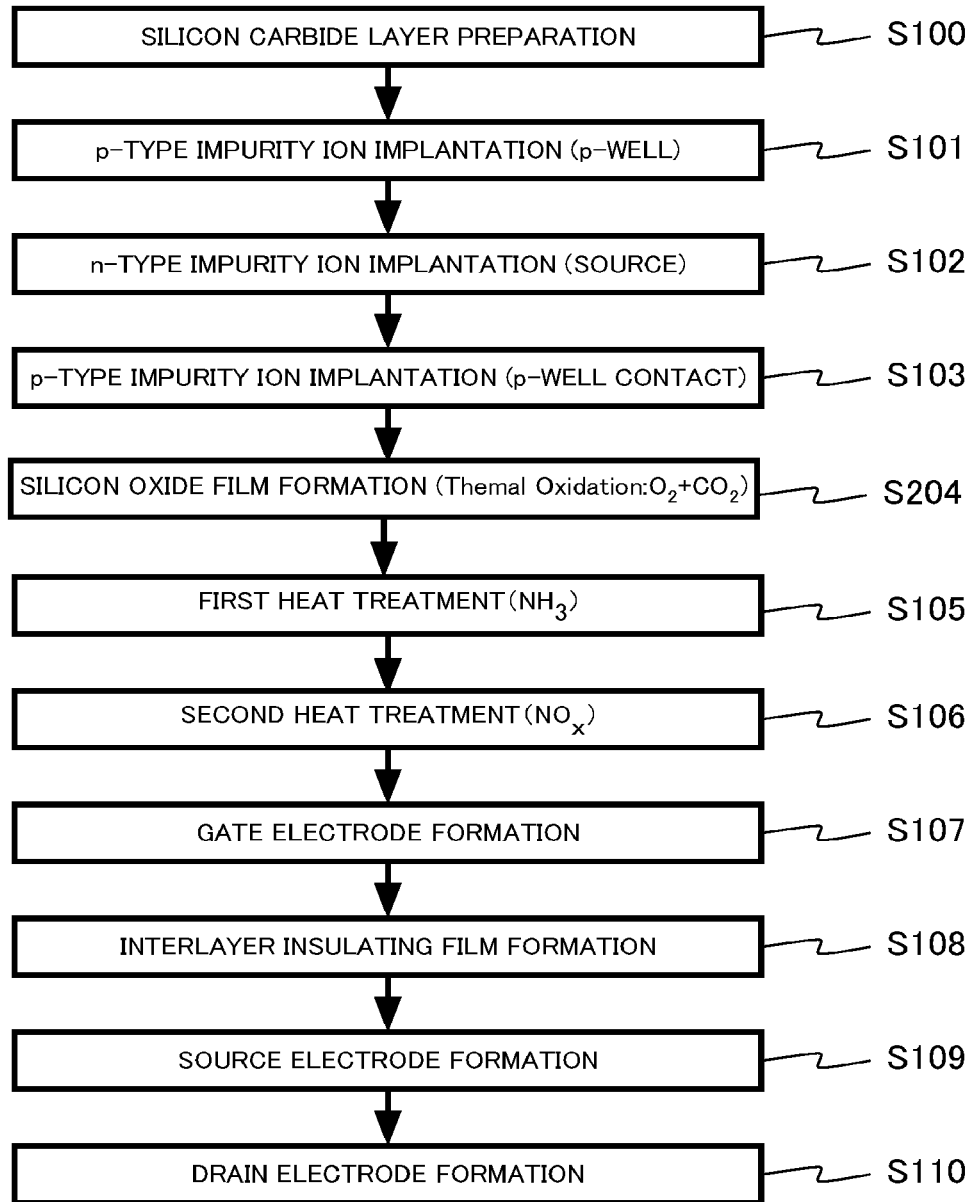 SILICON CARBIDE LAYER PREPARATION S100
p-TYPE IMPURITY ION IMPLANTATION (p-WELL) S101
n-TYPE IMPURITY ION IMPLANTATION (SOURCE) S102
p-TYPE IMPURITY ION IMPLANTATION (p-WELL CONTACT) S103
SILICON OXIDE FILM FORMATION (Themal Oxidation:O₂+CO₂) S204
FIRST HEAT TREATMENT (NH₃) S105
SECOND HEAT TREATMENT (NOₓ) S106
GATE ELECTRODE FORMATION S107
INTERLAYER INSULATING FILM FORMATION S108
SOURCE ELECTRODE FORMATION S109
DRAIN ELECTRODE FORMATION S110